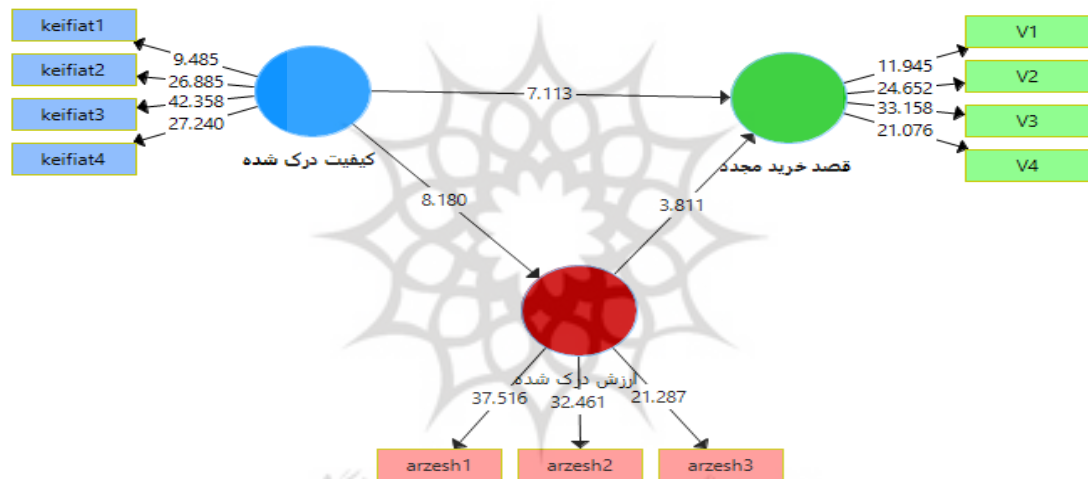 keifiat1
keifiat2
keifiat3
keifiat4
9.485
26.885
42.358
27.240
کیفیت درک شده
7.113
8.180
3.811
قصد خرید مجدد
11.945
24.652
33.158
21.076
V1
V2
V3
V4
ارزش درک شده
37.516
32.461
21.287
arzesh1
arzesh2
arzesh3